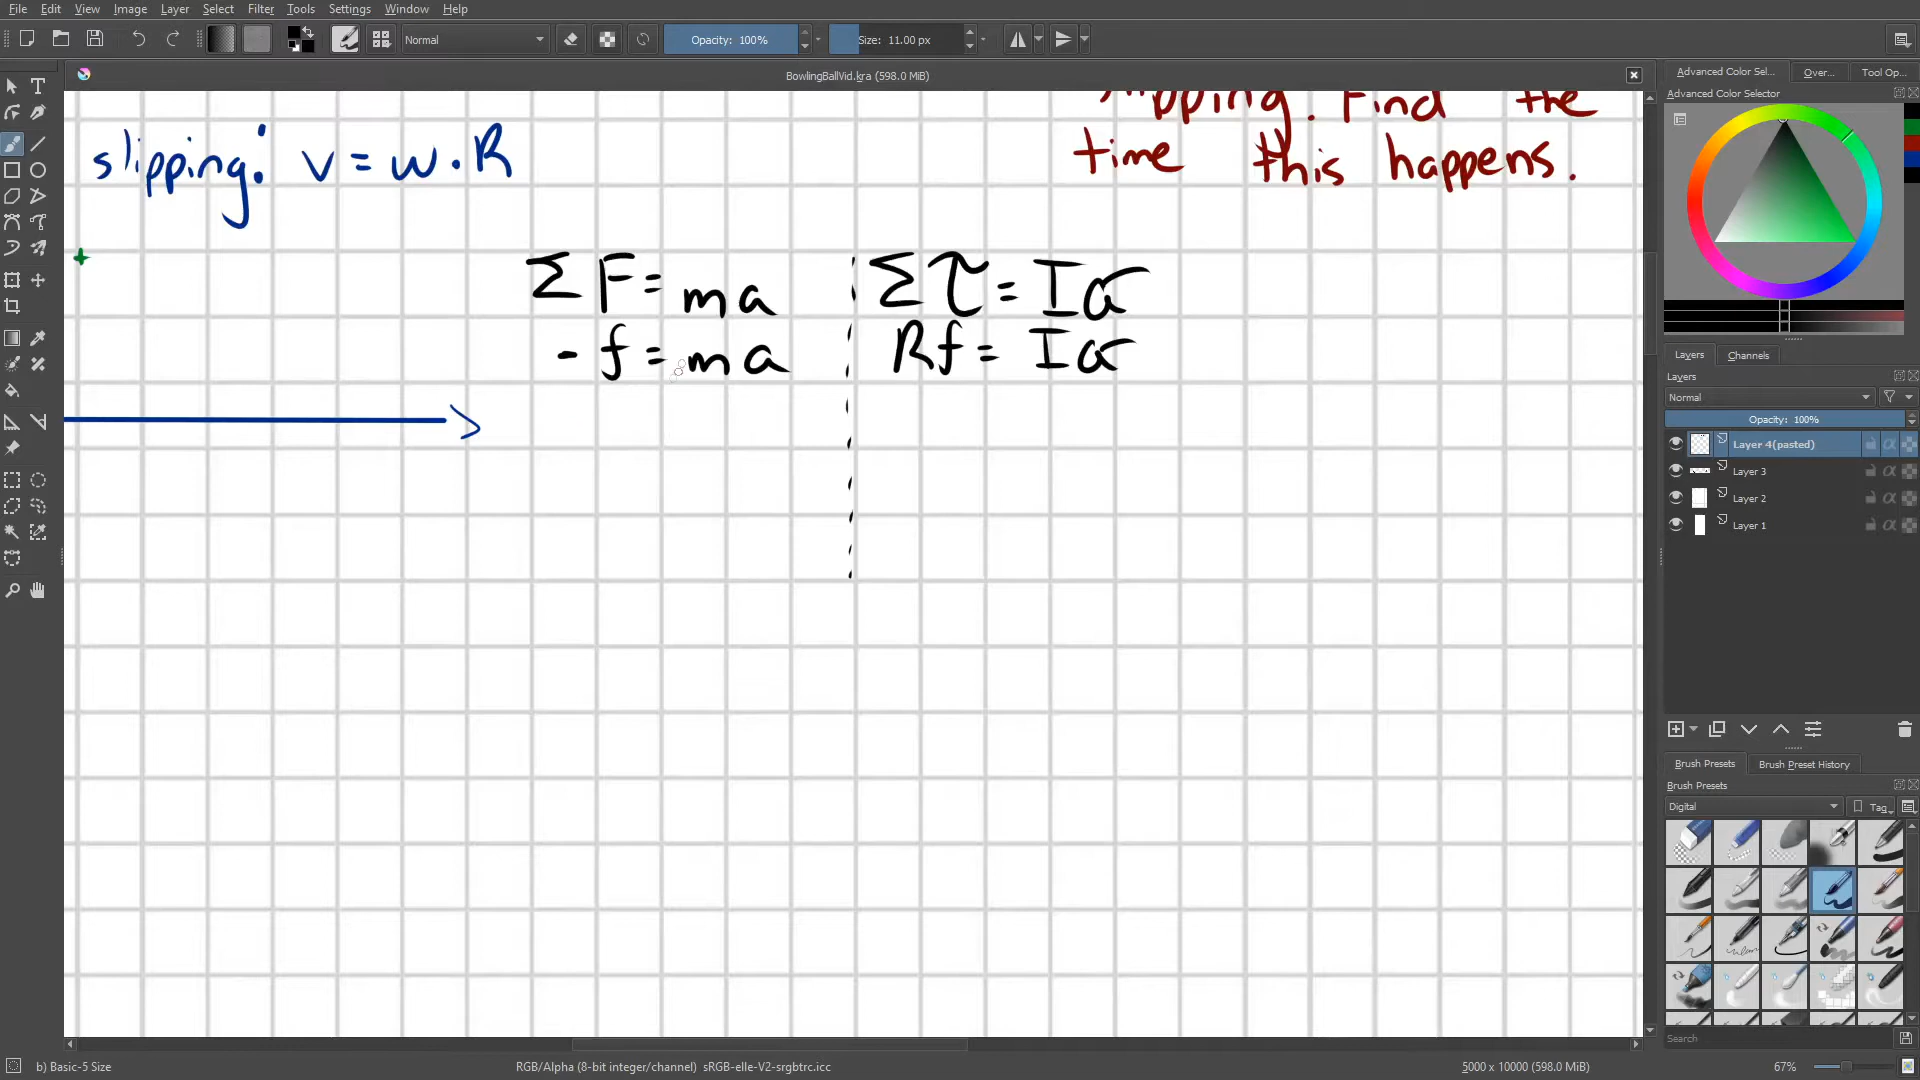 File Edit View Image Layer Select Filter Tools Settings Window Help
Normal Opacity: 100% Size: 11.00 px
BowlingBallVid.kra (598.0 MiB)
Advanced Color Sel... Over... Tool Op...
Advanced Color Selector
slipping. Find the
time this happens.
slipping: v = ω · R
Σ F = ma
Σ τ = Iα
- f = ma
Rf = Iα
Layers Channels
Layers
Normal
Opacity: 100%
Layer 4(pasted)
Layer 3
Layer 2
Layer 1
Brush Presets Brush Preset History
Brush Presets
Digital Tag
Search
b) Basic-5 Size RGB/Alpha (8-bit integer/channel) sRGB-elle-V2-srgbtrc.icc 5000 x 10000 (598.0 MiB) 67%